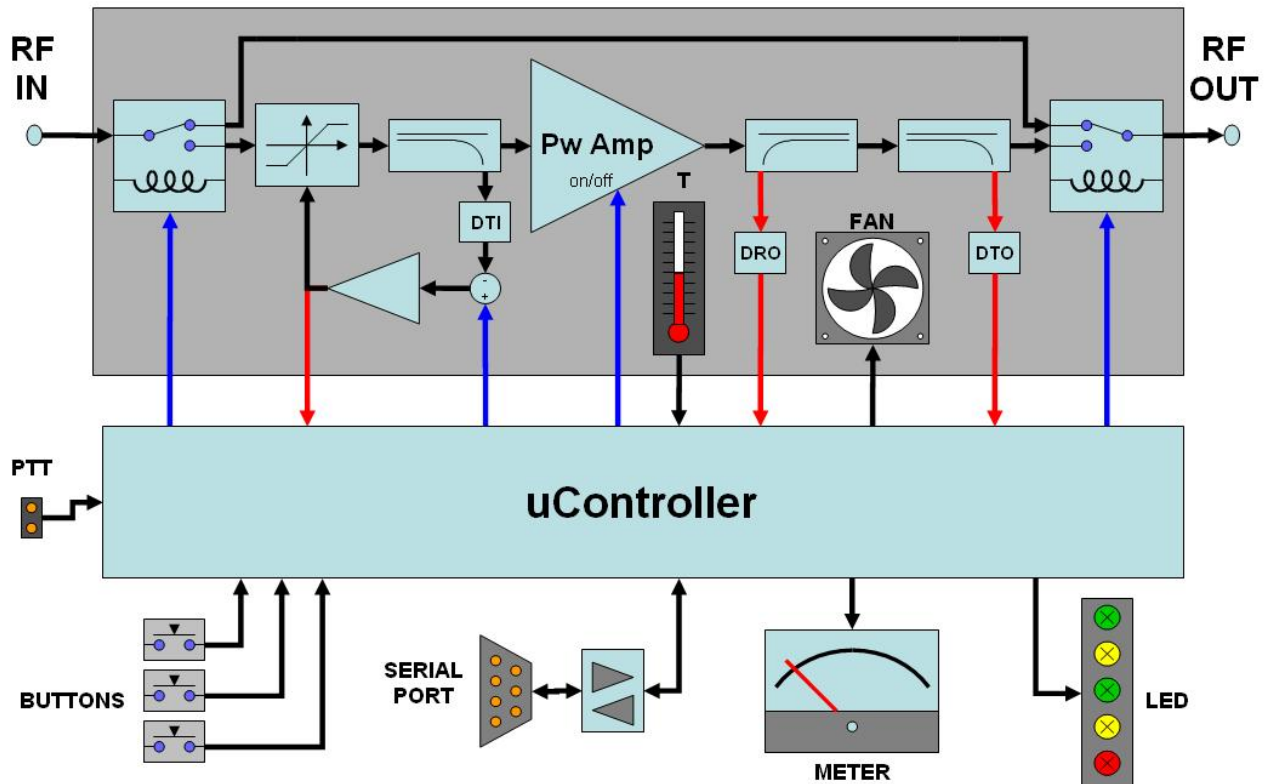 RF
IN
RF
OUT
Pw Amp
on/off
T
DTI
-
+
DRO
FAN
DTO
PTT
uController
BUTTONS
SERIAL
PORT
METER
LED